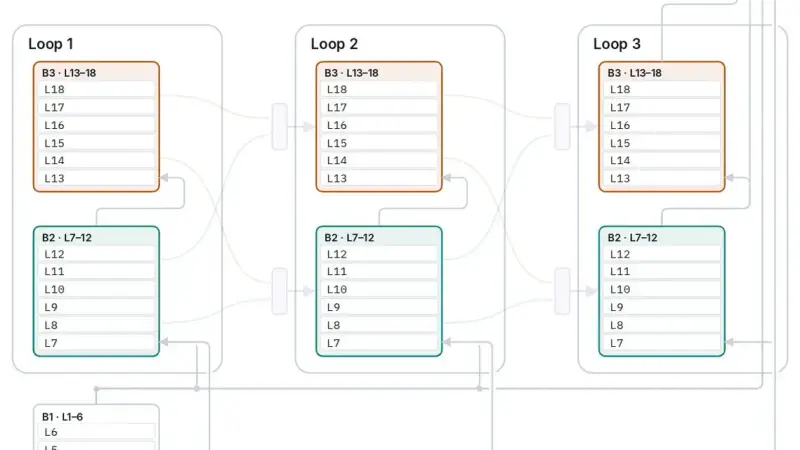 Loop 1
B3 · L13–18
L18
L17
L16
L15
L14
L13
B2 · L7–12
L12
L11
L10
L9
L8
L7
Loop 2
B3 · L13–18
L18
L17
L16
L15
L14
L13
B2 · L7–12
L12
L11
L10
L9
L8
L7
Loop 3
B3 · L13–18
L18
L17
L16
L15
L14
L13
B2 · L7–12
L12
L11
L10
L9
L8
L7
B1 · L1–6
L6
L5